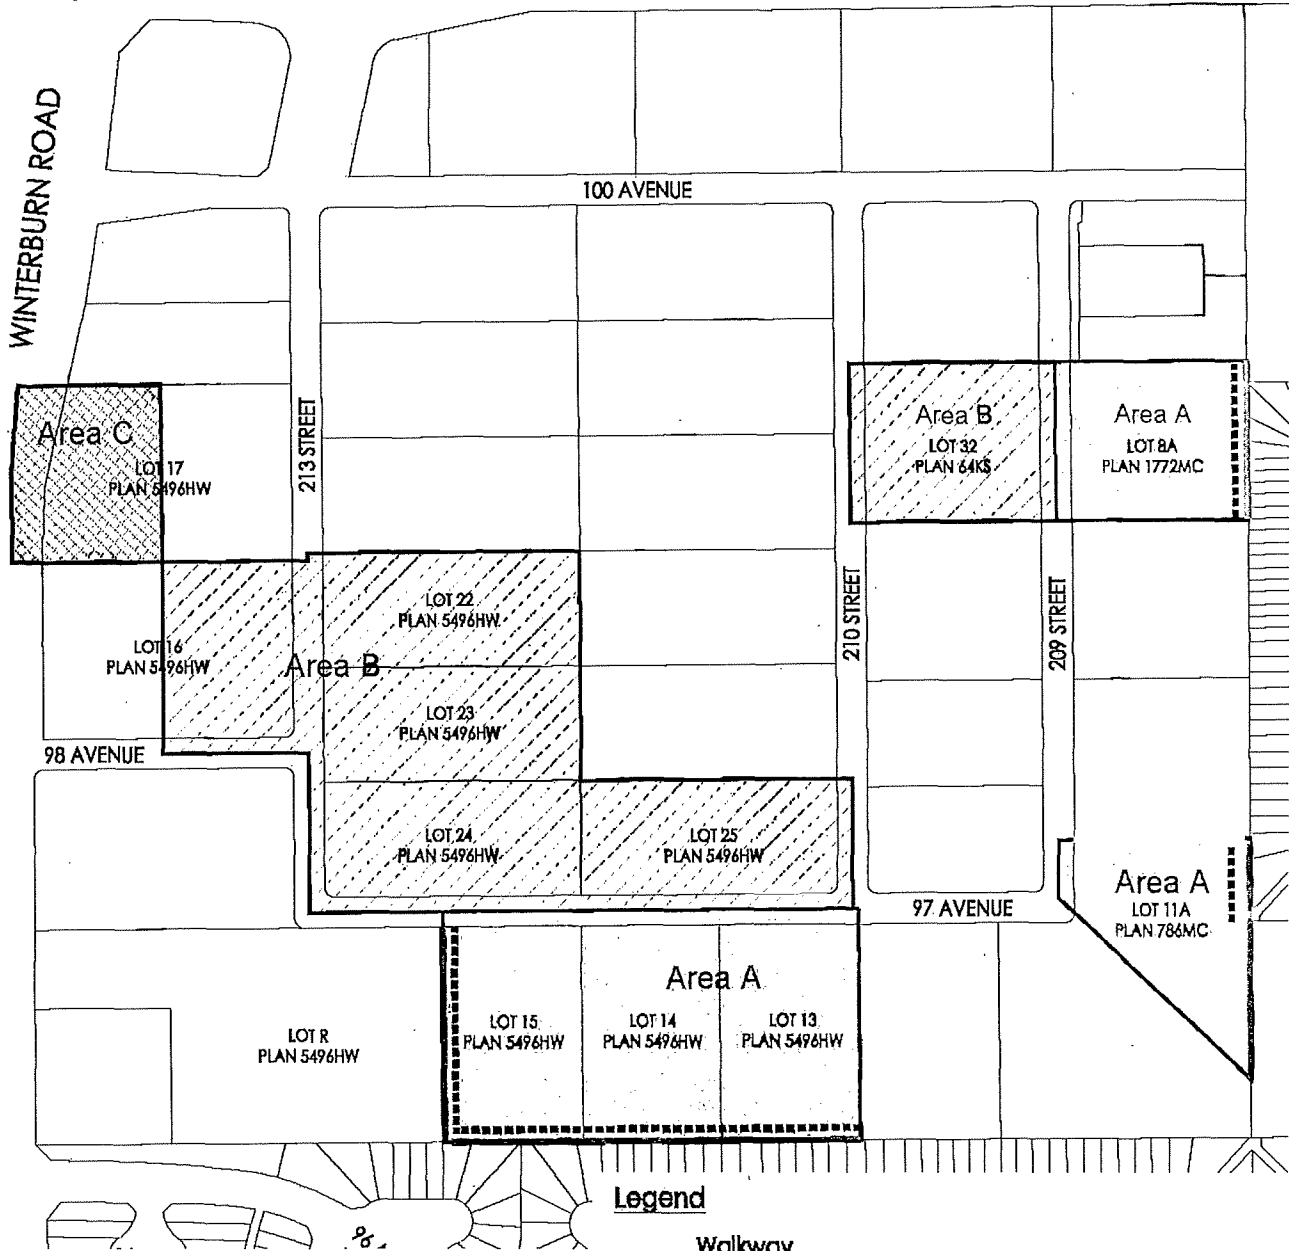 WINTERBURN ROAD
100 AVENUE
213 STREET
Area C
LOT 17
PLAN 5496HW
Area B
LOT 32
PLAN 64KS
Area A
LOT 8A
PLAN 1772MC
210 STREET
209 STREET
LOT 22
PLAN 5496HW
LOT 16
PLAN 5496HW
Area B
LOT 23
PLAN 5496HW
98 AVENUE
LOT 24
PLAN 5496HW
LOT 25
PLAN 5496HW
97 AVENUE
Area A
LOT 11A
PLAN 786MC
Area A
LOT R
PLAN 5496HW
LOT 15
PLAN 5496HW
LOT 14
PLAN 5496HW
LOT 13
PLAN 5496HW
Legend
Walkway
96